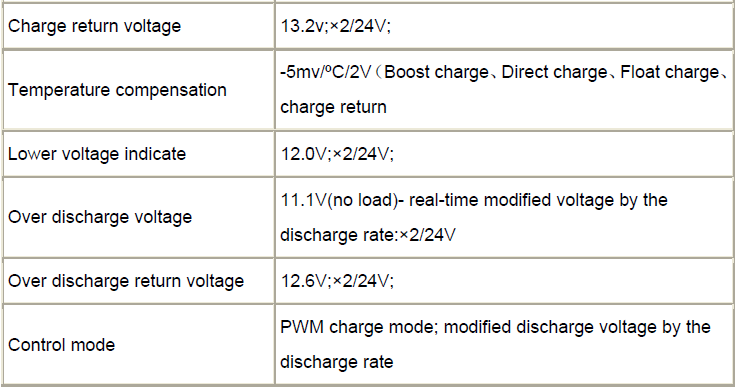 Charge return voltage 13.2v;×2/24V;
-5mv/ºC/2V（Boost charge、Direct charge、Float charge、
Temperature compensation
charge return
Lower voltage indicate 12.0V;×2/24V;
11.1V(no load)- real-time modified voltage by the
Over discharge voltage
discharge rate:×2/24V
Over discharge return voltage 12.6V;×2/24V;
PWM charge mode; modified discharge voltage by the
Control mode
discharge rate